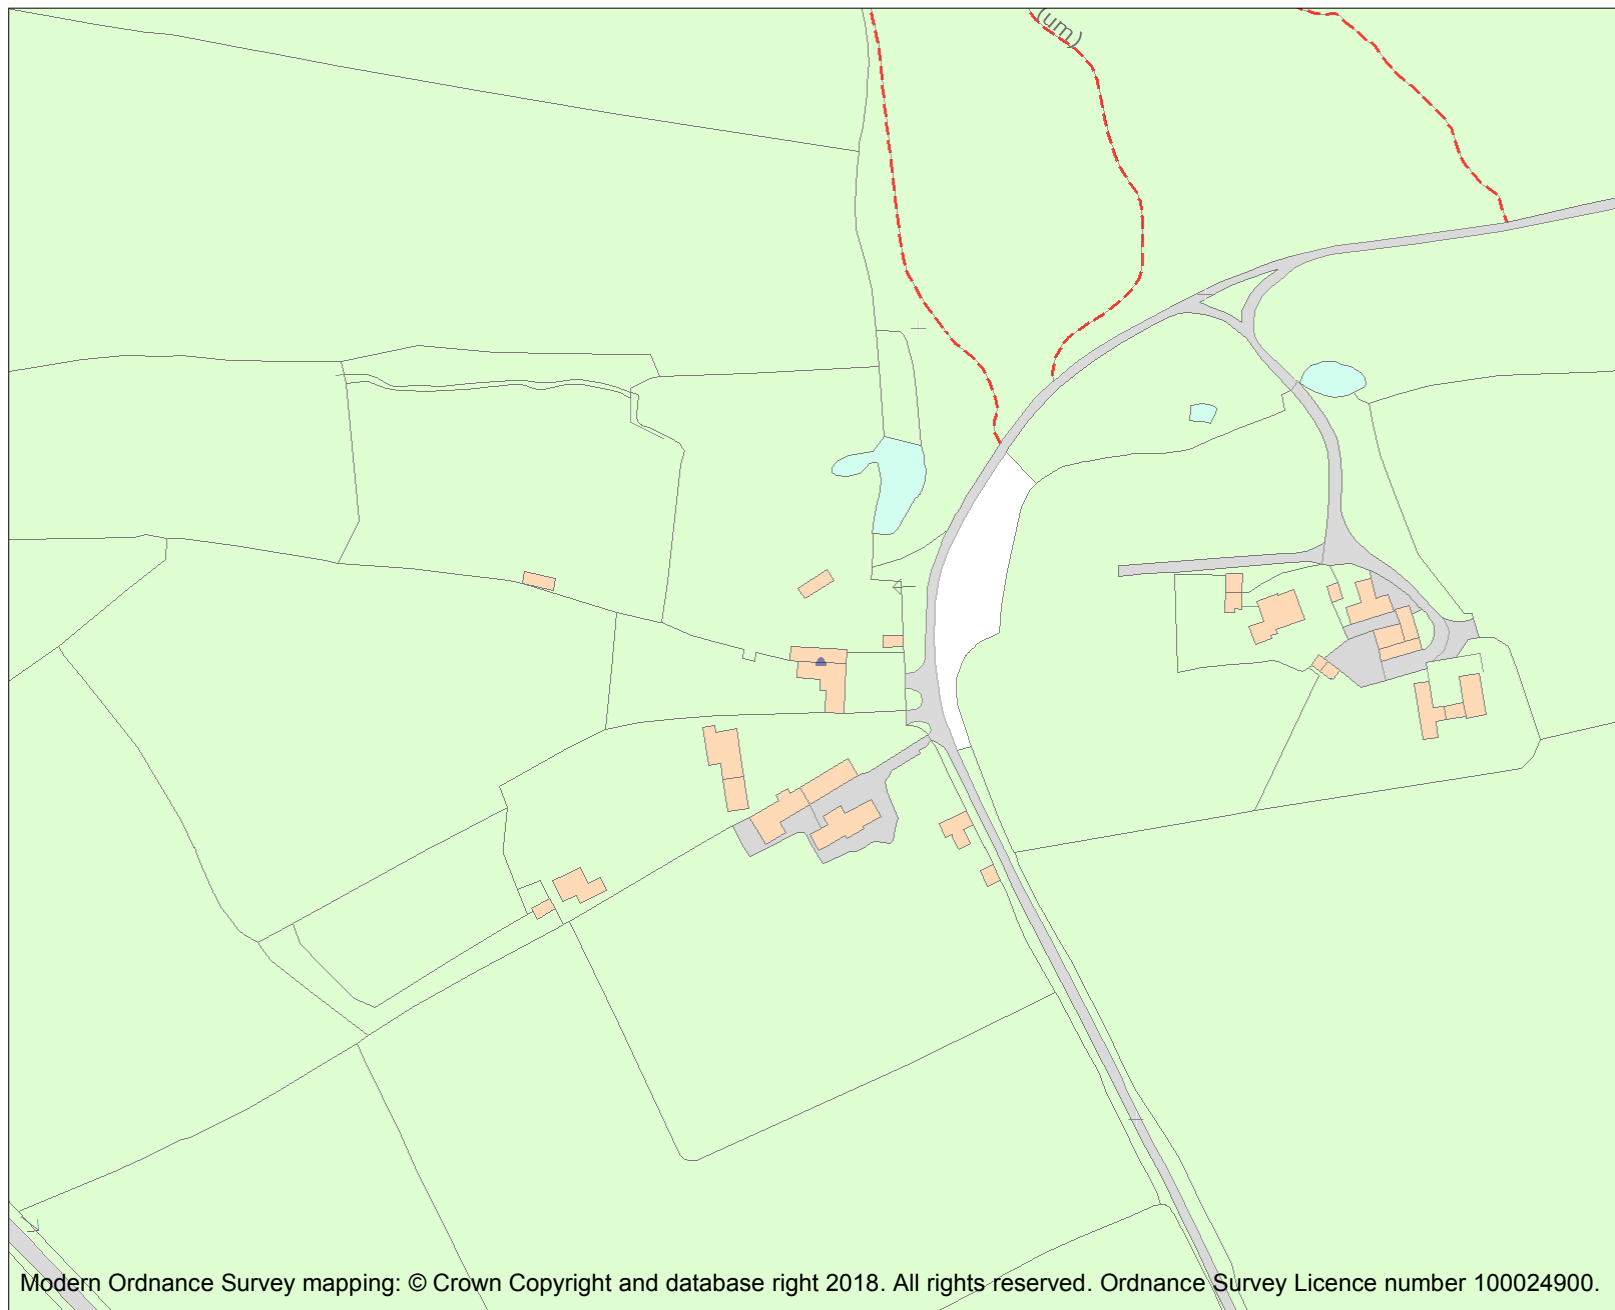 (um)
Modern Ordnance Survey mapping: © Crown Copyright and database right 2018. All rights reserved. Ordnance Survey Licence number 100024900.